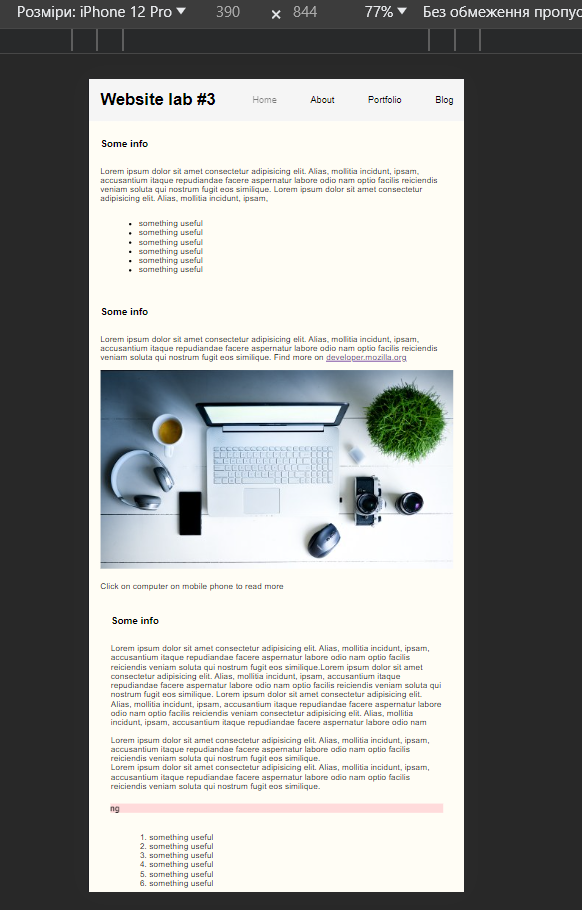 Розміри: iPhone 12 Pro 390 × 844 77% Без обмеження пропус
Website lab #3 Home About Portfolio Blog
Some info
Lorem ipsum dolor sit amet consectetur adipisicing elit. Alias, mollitia incidunt, ipsam,
accusantium itaque repudiandae facere aspernatur labore odio nam optio facilis reiciendis
veniam soluta qui nostrum fugit eos similique. Lorem ipsum dolor sit amet consectetur
adipisicing elit. Alias, mollitia incidunt, ipsam,
• something useful
• something useful
• something useful
• something useful
• something useful
• something useful
Some info
Lorem ipsum dolor sit amet consectetur adipisicing elit. Alias, mollitia incidunt, ipsam,
accusantium itaque repudiandae facere aspernatur labore odio nam optio facilis reiciendis
veniam soluta qui nostrum fugit eos similique. Find more on developer.mozilla.org
Click on computer on mobile phone to read more
Some info
Lorem ipsum dolor sit amet consectetur adipisicing elit. Alias, mollitia incidunt, ipsam,
accusantium itaque repudiandae facere aspernatur labore odio nam optio facilis
reiciendis veniam soluta qui nostrum fugit eos similique.Lorem ipsum dolor sit amet
consectetur adipisicing elit. Alias, mollitia incidunt, ipsam, accusantium itaque
repudiandae facere aspernatur labore odio nam optio facilis reiciendis veniam soluta qui
nostrum fugit eos similique. Lorem ipsum dolor sit amet consectetur adipisicing elit.
Alias, mollitia incidunt, ipsam, accusantium itaque repudiandae facere aspernatur labore
odio nam optio facilis Lorem ipsum dolor sit amet consectetur adipisicing elit. Alias, mollitia
incidunt, ipsam, accusantium itaque repudiandae facere aspernatur labore odio nam
Lorem ipsum dolor sit amet consectetur adipisicing elit. Alias, mollitia incidunt, ipsam,
accusantium itaque repudiandae facere aspernatur labore odio nam optio facilis
reiciendis veniam soluta qui nostrum fugit eos similique.
Lorem ipsum dolor sit amet consectetur adipisicing elit. Alias, mollitia incidunt, ipsam,
accusantium itaque repudiandae facere aspernatur labore odio nam optio facilis
reiciendis veniam soluta qui nostrum fugit eos similique.
ng
1. something useful
2. something useful
3. something useful
4. something useful
5. something useful
6. something useful